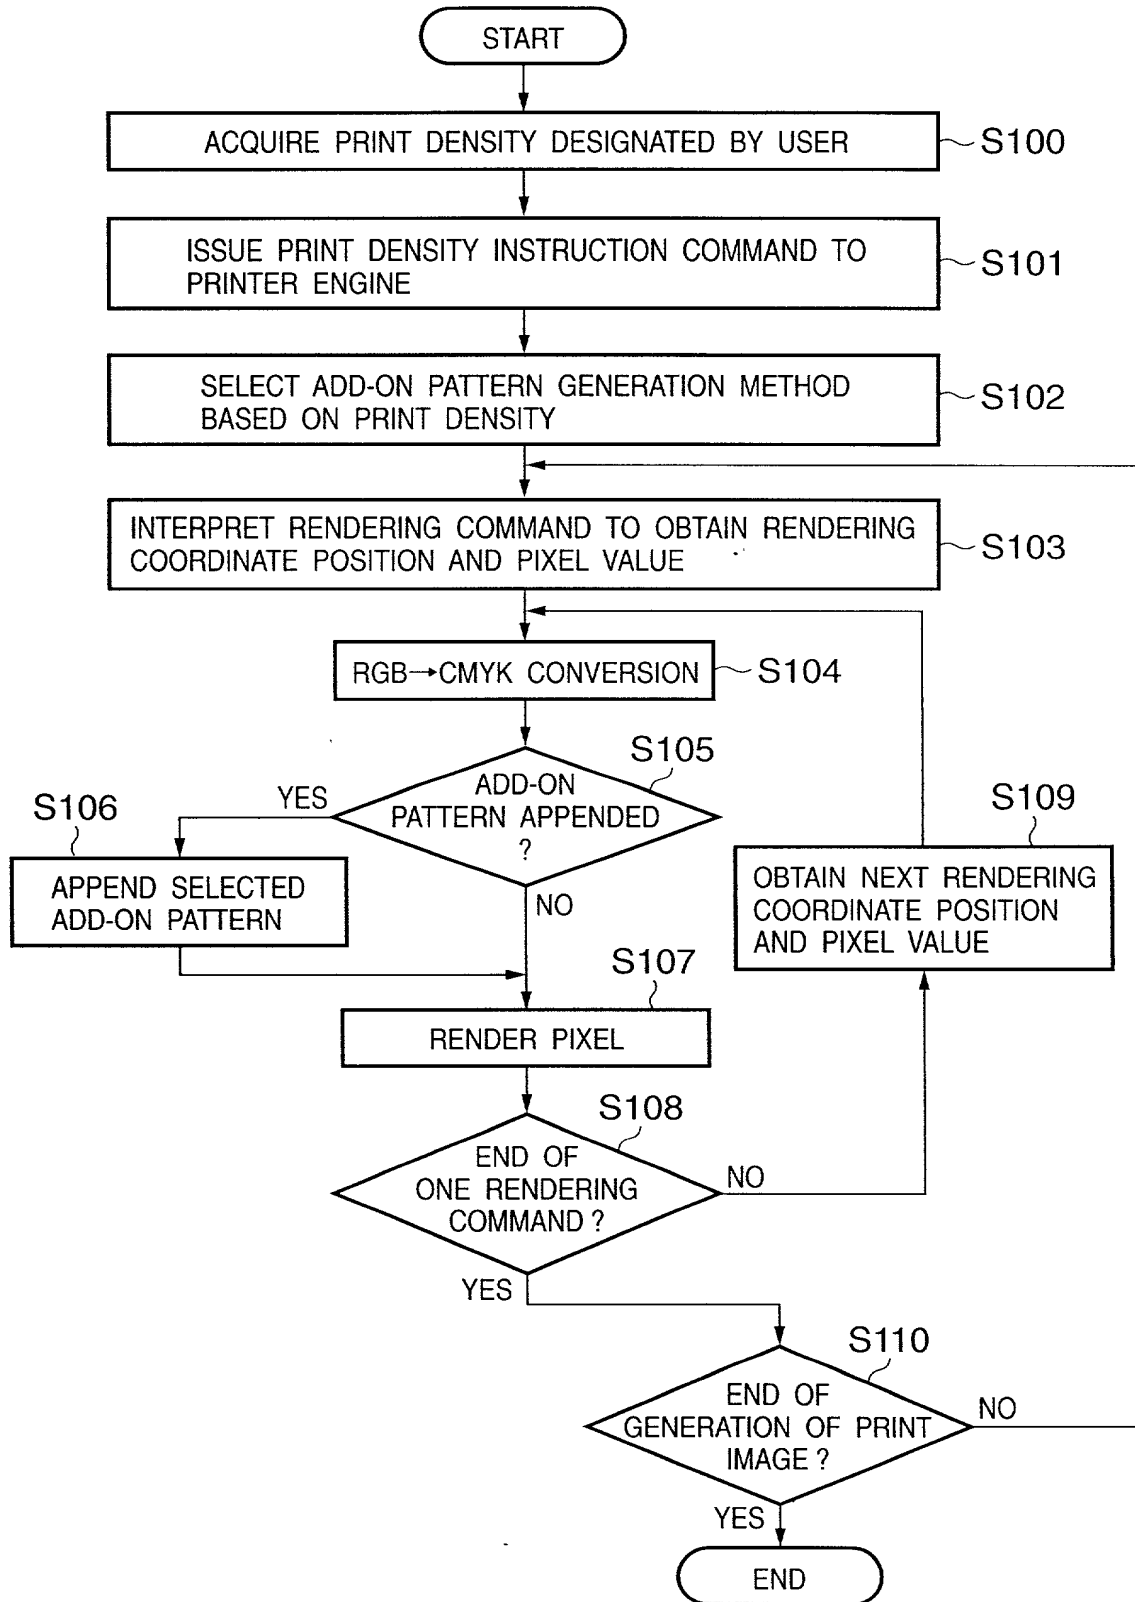 START
ACQUIRE PRINT DENSITY DESIGNATED BY USER
S100
ISSUE PRINT DENSITY INSTRUCTION COMMAND TO
PRINTER ENGINE
S101
SELECT ADD-ON PATTERN GENERATION METHOD
BASED ON PRINT DENSITY
S102
INTERPRET RENDERING COMMAND TO OBTAIN RENDERING
COORDINATE POSITION AND PIXEL VALUE
S103
RGB→CMYK CONVERSION
S104
S105
ADD-ON
PATTERN APPENDED
?
YES
NO
S106
APPEND SELECTED
ADD-ON PATTERN
S109
OBTAIN NEXT RENDERING
COORDINATE POSITION
AND PIXEL VALUE
S107
RENDER PIXEL
S108
END OF
ONE RENDERING
COMMAND ?
NO
YES
S110
END OF
GENERATION OF PRINT
IMAGE ?
NO
YES
END